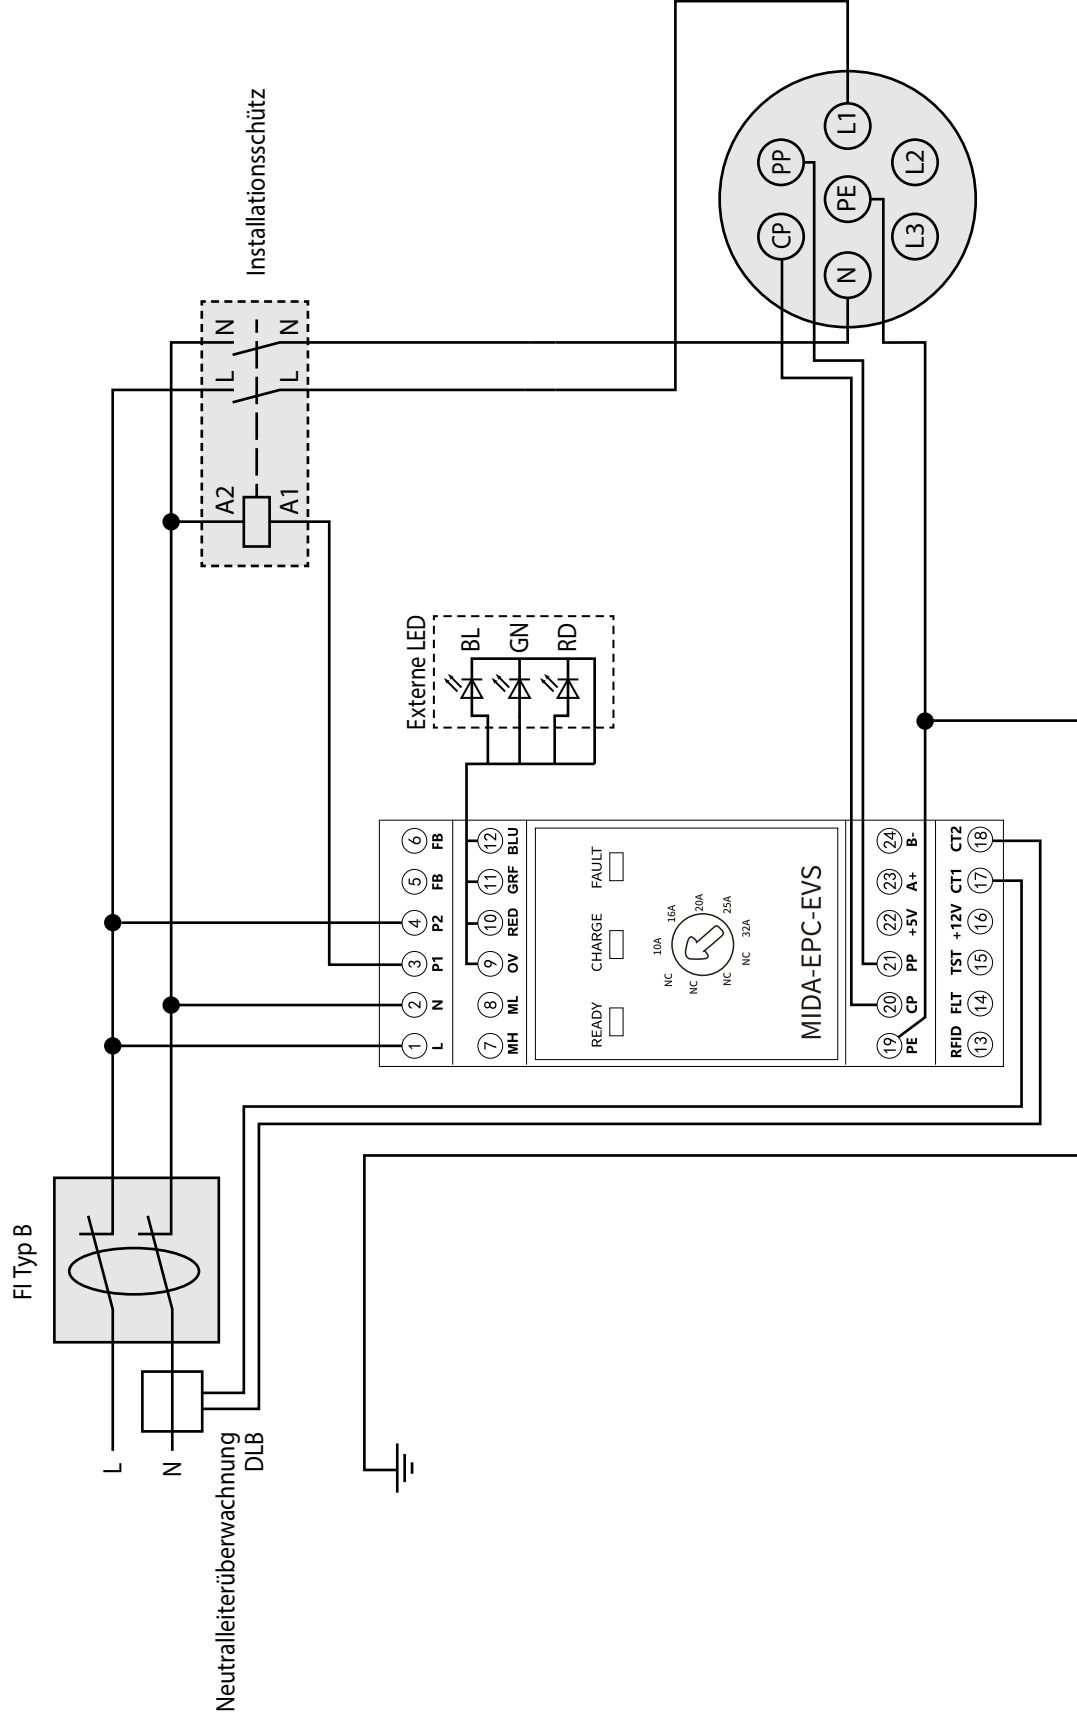 FI Typ B
L
N
Neutralleiterüberwachnung
DLB
Installationsschütz
A2
L
N
A1
L
N
Externe LED
BL
GN
RD
1 2 3 4 5 6
L N P1 P2 FB FB
7 8 9 10 11 12
MH ML OV RED GRF BLU
READY CHARGE FAULT
NC
10A
16A
20A
25A
32A
NC
NC
NC
MIDA-EPC-EVS
19 20 21 22 23 24
PE CP PP +5V A+ B-
RFID FLT TST +12V CT1 CT2
13 14 15 16 17 18
CP
PP
N
PE
L1
L3
L2